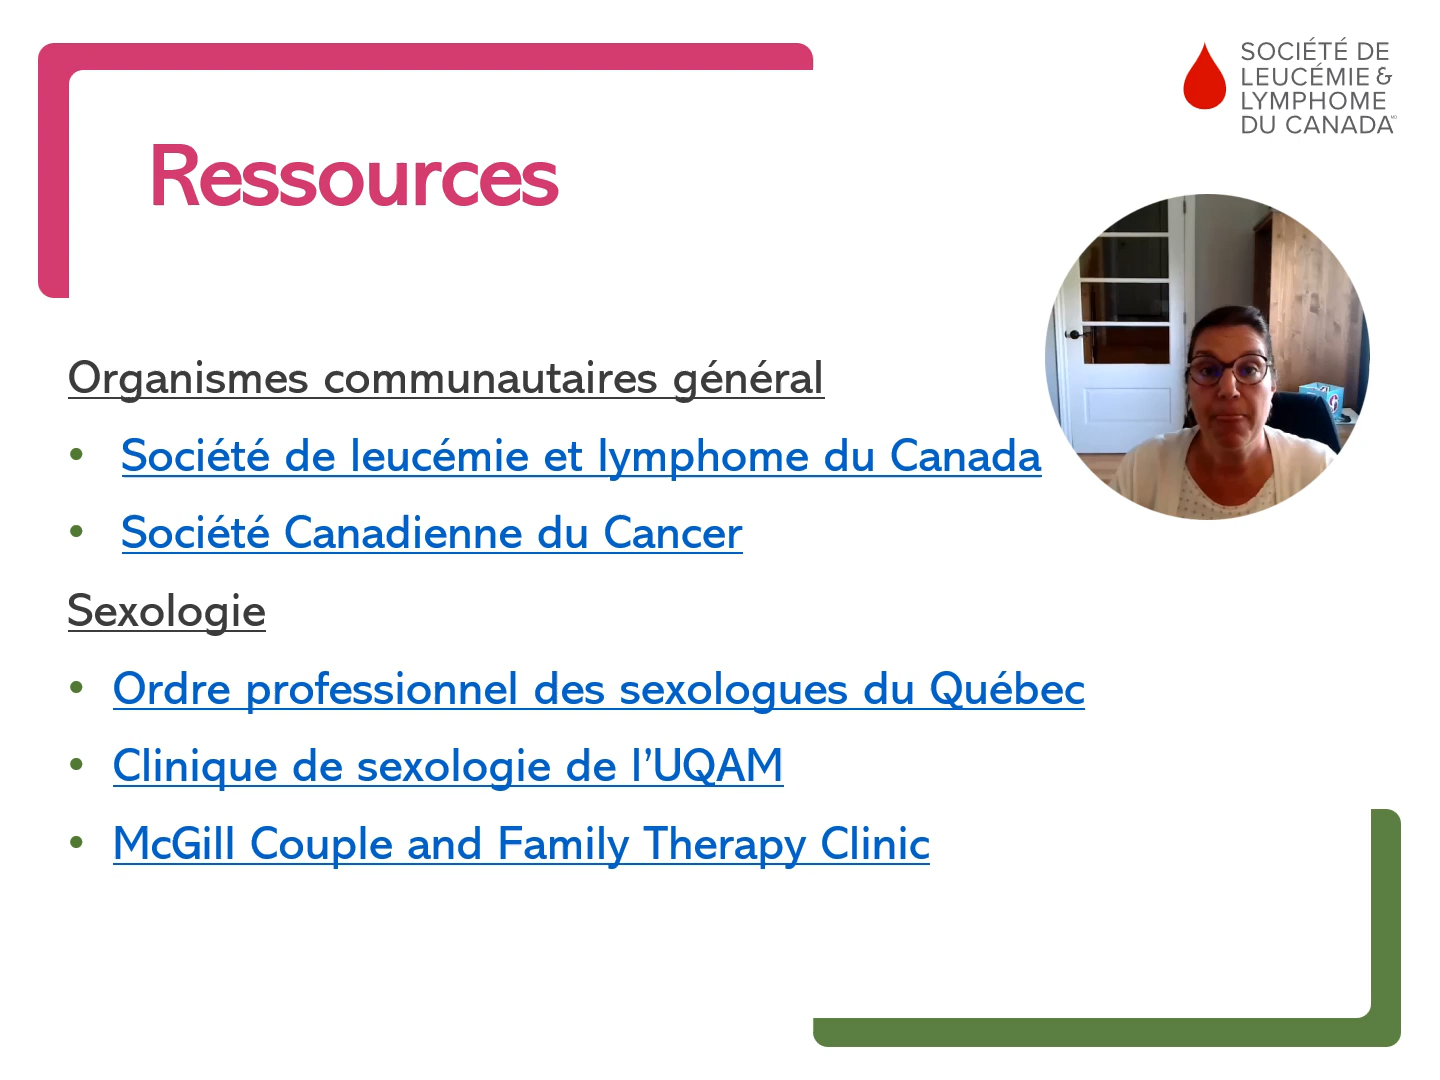 SOCIÉTÉ DE
LEUCÉMIE &
LYMPHOME
DU CANADA
Ressources
Organismes communautaires général
• Société de leucémie et lymphome du Canada
• Société Canadienne du Cancer
Sexologie
• Ordre professionnel des sexologues du Québec
• Clinique de sexologie de l’UQAM
• McGill Couple and Family Therapy Clinic